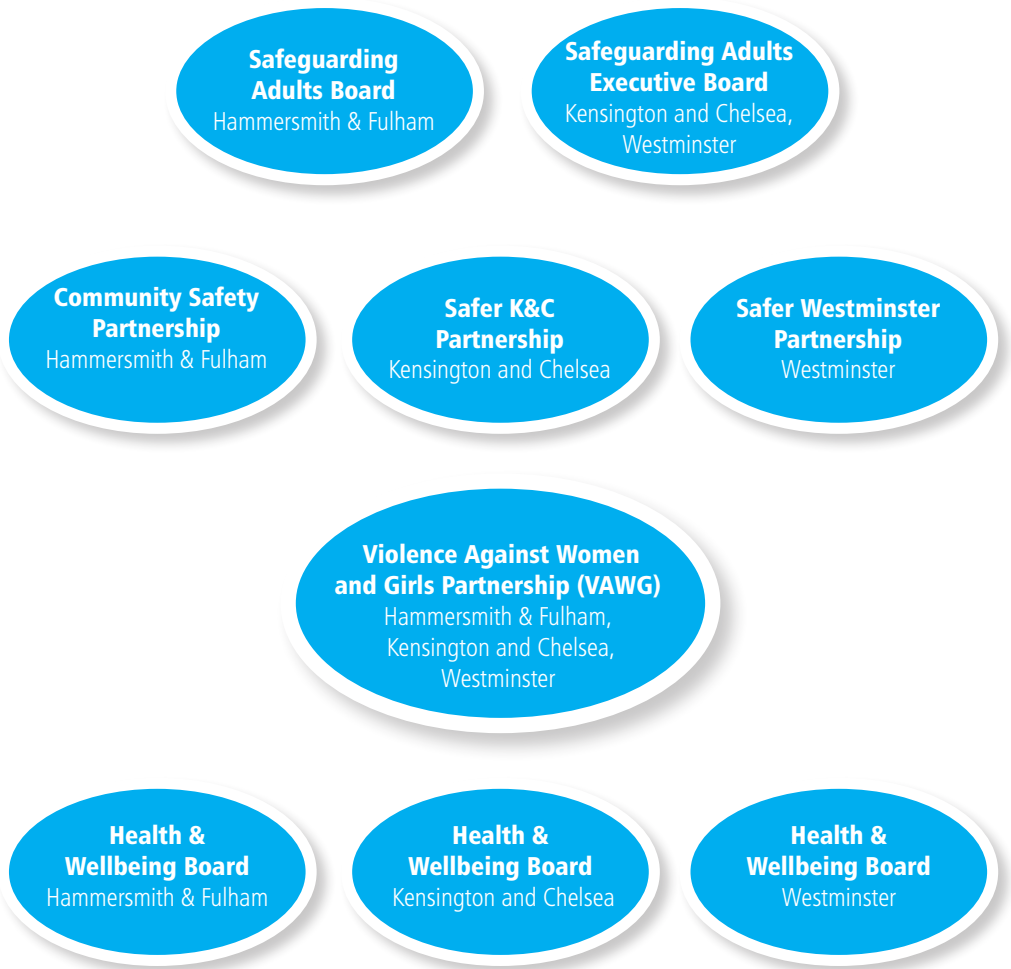 Safeguarding
Adults Board
Hammersmith & Fulham
Safeguarding Adults
Executive Board
Kensington and Chelsea,
Westminster
Community Safety
Partnership
Hammersmith & Fulham
Safer K&C
Partnership
Kensington and Chelsea
Safer Westminster
Partnership
Westminster
Violence Against Women
and Girls Partnership (VAWG)
Hammersmith & Fulham,
Kensington and Chelsea,
Westminster
Health &
Wellbeing Board
Hammersmith & Fulham
Health &
Wellbeing Board
Kensington and Chelsea
Health &
Wellbeing Board
Westminster